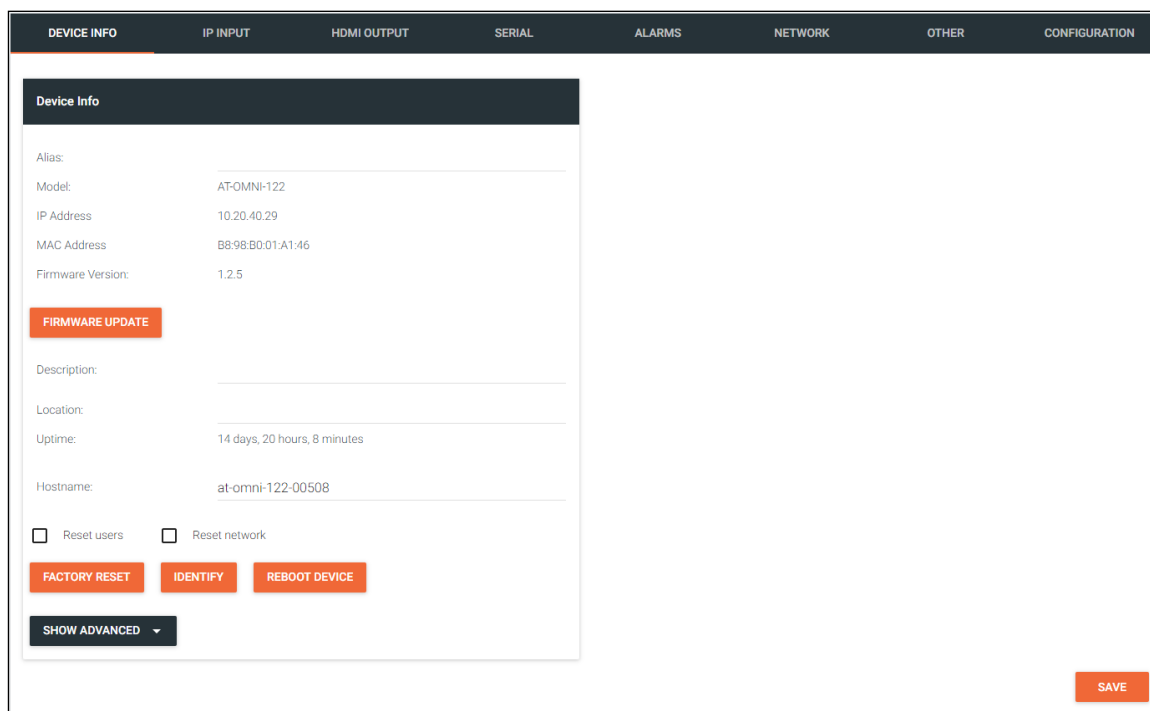 DEVICE INFO IP INPUT HDMI OUTPUT SERIAL ALARMS NETWORK OTHER CONFIGURATION
Device Info
Alias:
Model: AT-OMNI-122
IP Address 10.20.40.29
MAC Address B8:98:B0:01:A1:46
Firmware Version: 1.2.5
FIRMWARE UPDATE
Description:
Location:
Uptime: 14 days, 20 hours, 8 minutes
Hostname: at-omni-122-00508
Reset users Reset network
FACTORY RESET IDENTIFY REBOOT DEVICE
SHOW ADVANCED
SAVE